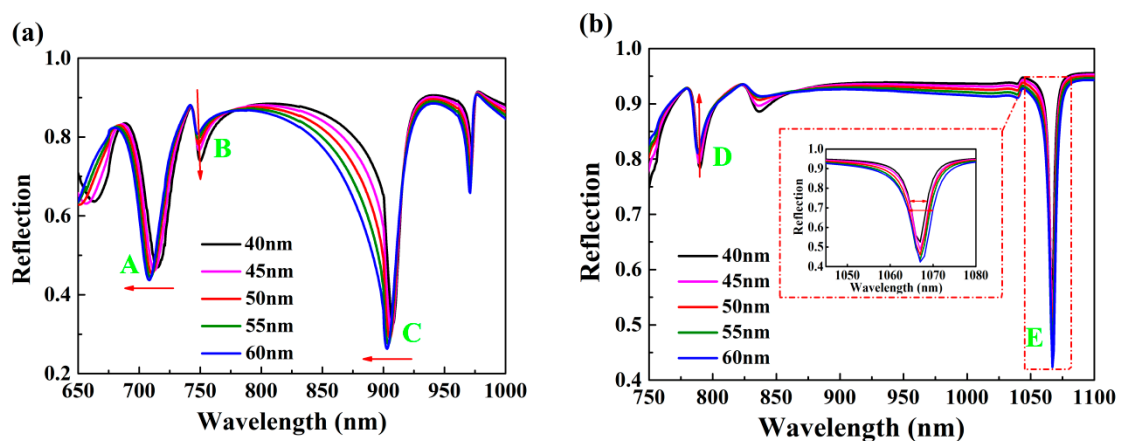 (a)
Reflection
1.0
0.8
0.6
0.4
0.2
A
B
C
40nm
45nm
50nm
55nm
60nm
650 700 750 800 850 900 950 1000
Wavelength (nm)
(b)
Reflection
1.0
0.9
0.8
0.7
0.6
0.5
0.4
D
E
40nm
45nm
50nm
55nm
60nm
Reflection
1.0
0.9
0.8
0.7
0.6
0.5
0.4
1050 1060 1070 1080
Wavelength (nm)
750 800 850 900 950 1000 1050 1100
Wavelength (nm)